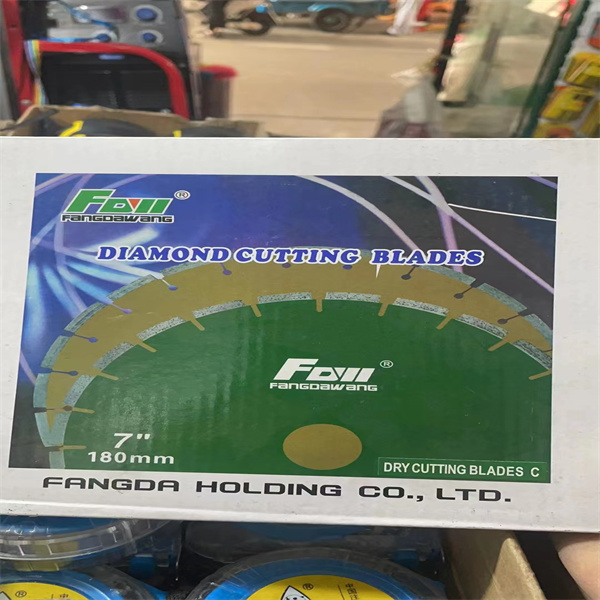 FDW®
FANGDAWANG
DIAMOND CUTTING BLADES
FDW®
FANGDAWANG
7"
180mm
DRY CUTTING BLADES C
FANGDA HOLDING CO., LTD.